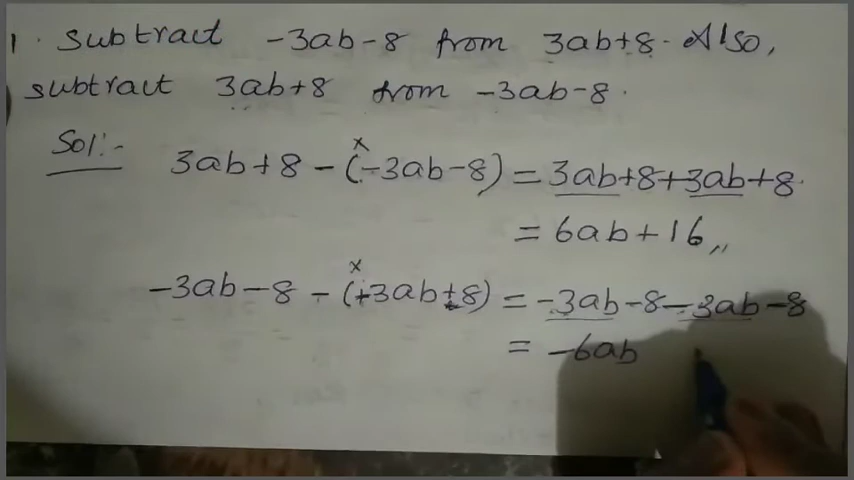 1. Subtract -3ab-8 from 3ab+8. Also,
subtract 3ab+8 from -3ab-8.
Sol:-
x
3ab+8-(-3ab-8) = 3ab+8+3ab+8.
= 6ab+16,,
x
-3ab-8-(+3ab+8) = -3ab-8-3ab-8
= -6ab